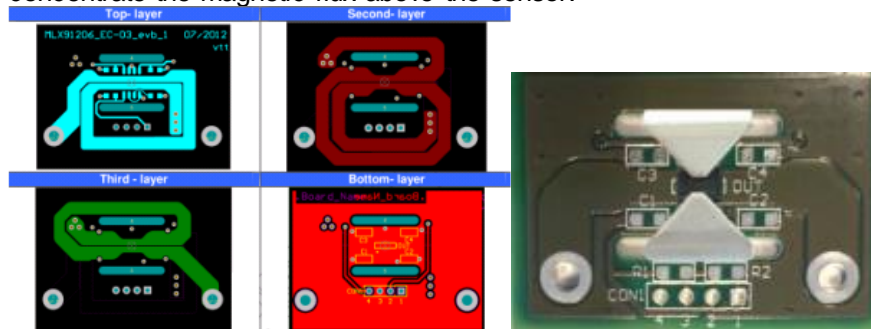 concentrate the magnetic flux above the sensor.
Top- layer
Second- layer
MLX91206_EC-03_evb_1 07/2012
v11
Third - layer
Bottom- layer
C3
C4
OUT
C1
C2
R1
R2
CON1
4 3 2 1